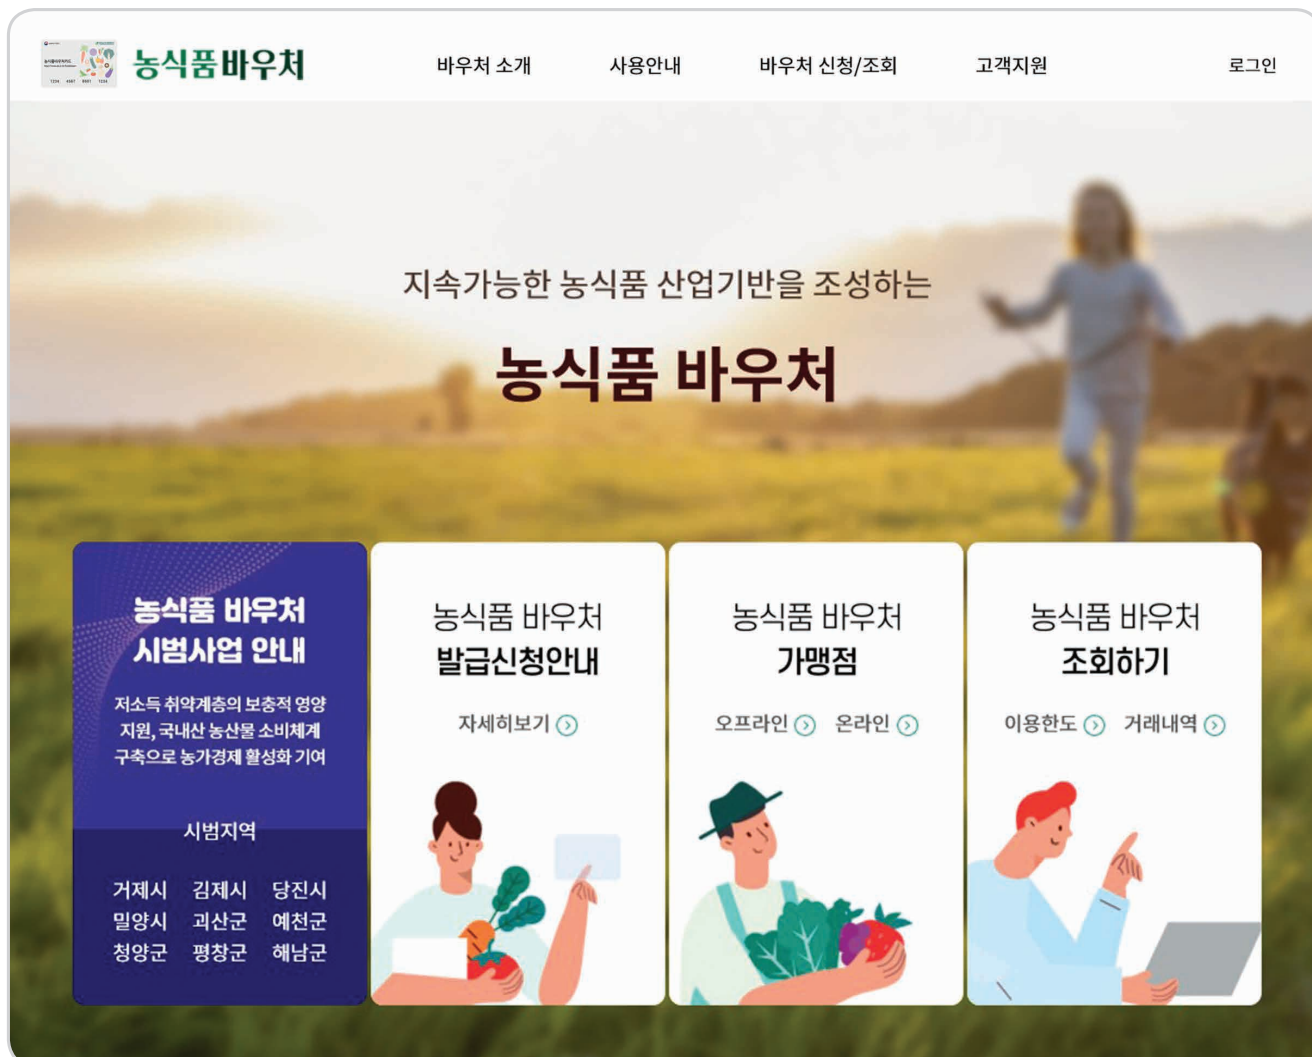 농식품바우처
바우처 소개 사용안내 바우처 신청/조회 고객지원 로그인
지속가능한 농식품 산업기반을 조성하는
농식품 바우처
농식품 바우처
시범사업 안내
저소득 취약계층의 보충적 영양
지원, 국내산 농산물 소비체계
구축으로 농가경제 활성화 기여
시범지역
거제시 김제시 당진시
밀양시 괴산군 예천군
청양군 평창군 해남군
농식품 바우처
발급신청안내
자세히보기
농식품 바우처
가맹점
오프라인 온라인
농식품 바우처
조회하기
이용한도 거래내역